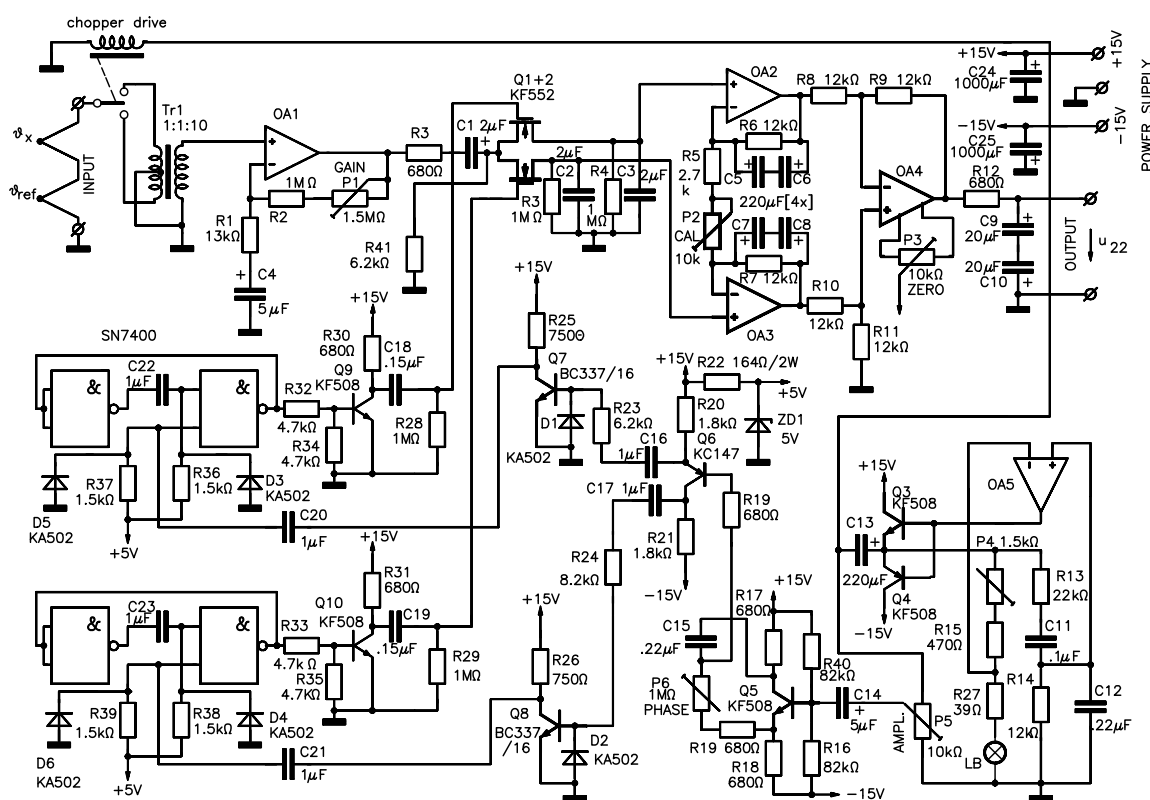 chopper drive
ϑx
ϑref
INPUT
Tr1
1:1:10
OA1
GAIN
P1
1.5MΩ
1MΩ
R2
R1
13kΩ
C4
5µF
+
R3
680Ω
C1
2µF
+
R41
6.2kΩ
Q1+2
KF552
2µF
C2
R3
1MΩ
1
MΩ
R4
C3
2µF
OA2
R8
12kΩ
R9
12kΩ
R6 12kΩ
R5
2.7
k
C5
C6
220µF[4x]
P2
CAL
10k
C7
C8
R7 12kΩ
OA3
R10
12kΩ
R11
12kΩ
OA4
P3
10kΩ
ZERO
R12
680Ω
C9
20µF
20µF
C10
OUTPUT
u22
+15V
C24
1000µF
−15V
C25
1000µF
+15V
−15V
POWER SUPPLY
SN7400
&
&
C22
1µF
R32
4.7kΩ
R34
4.7kΩ
R30
680Ω
+15V
Q9
KF508
C18
.15µF
R28
1MΩ
R37
1.5kΩ
R36
1.5kΩ
D3
KA502
D5
KA502
+5V
C20
1µF
+15V
R25
750Θ
Q7
BC337/16
D1
KA502
R23
6.2kΩ
C16
1µF
C17 1µF
+15V
R22 164Ω/2W
+5V
R20
1.8kΩ
ZD1
5V
Q6
KC147
R19
680Ω
R21
1.8kΩ
−15V
R24
8.2kΩ
&
&
C23
1µF
R33
4.7kΩ
R35
4.7KΩ
+15V
R31
680Ω
Q10
KF508
C19
.15µF
R29
1MΩ
R39
1.5kΩ
R38
1.5kΩ
D4
KA502
D6
KA502
+5V
C21
1µF
+15V
R26
750Ω
Q8
BC337
/16
D2
KA502
C15
.22µF
P6
1MΩ
PHASE
R19 680Ω
R17
680Ω
+15V
R40
82kΩ
Q5
KF508
R18
680Ω
R16
82kΩ
−15V
C14
+
5µF
AMPL.
P5
10kΩ
+15V
Q3
KF508
C13
+
220µF
Q4
KF508
−15V
OA5
P4 1.5kΩ
R13
22kΩ
R15
470Ω
C11
.1µF
R27
39Ω
R14
12kΩ
LB
C12
.22µF